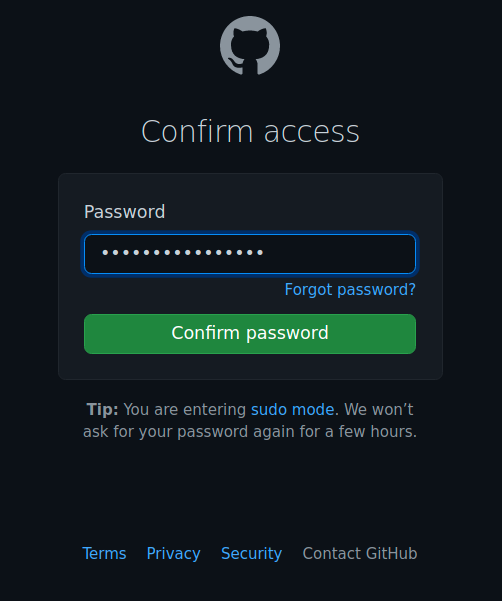 Confirm access
Password
••••••••••••••••
Forgot password?
Confirm password
Tip: You are entering sudo mode. We won’t
ask for your password again for a few hours.
Terms Privacy Security Contact GitHub